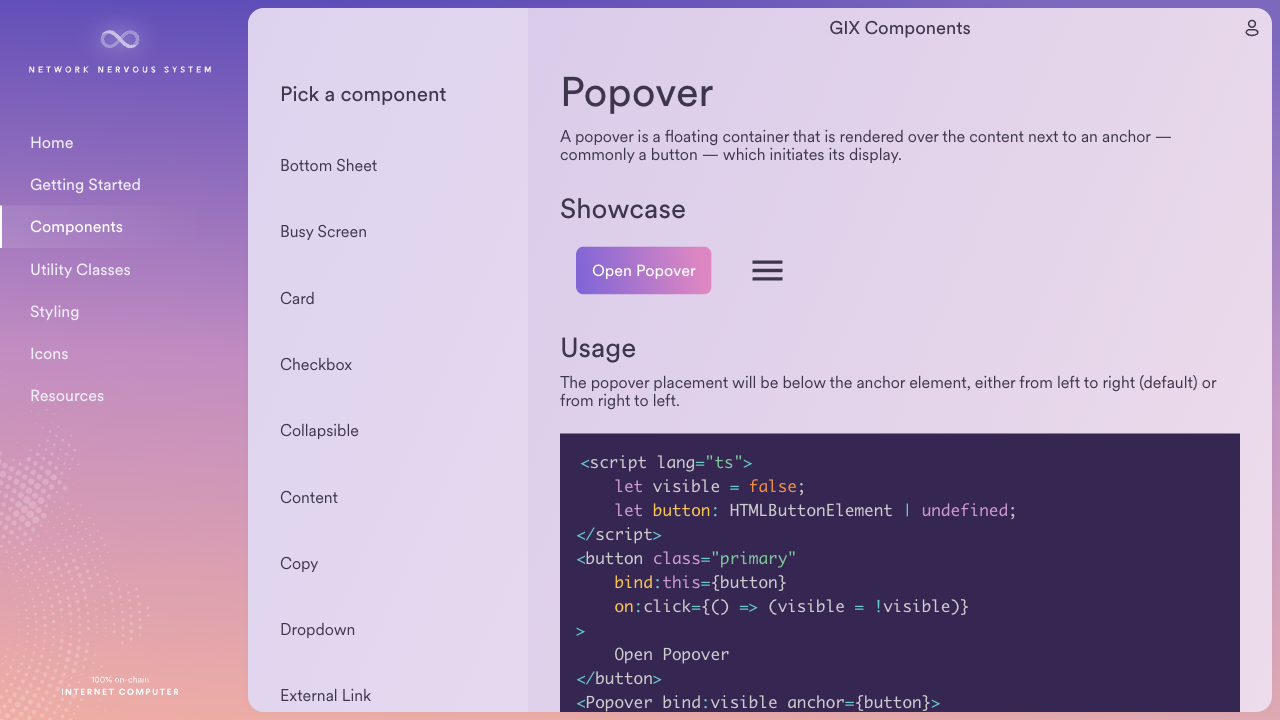 NETWORK NERVOUS SYSTEM
Home
Getting Started
Components
Utility Classes
Styling
Icons
Resources
100% on-chain
INTERNET COMPUTER
Pick a component
Bottom Sheet
Busy Screen
Card
Checkbox
Collapsible
Content
Copy
Dropdown
External Link
GIX Components
Popover
A popover is a floating container that is rendered over the content next to an anchor —
commonly a button — which initiates its display.
Showcase
Open Popover
Usage
The popover placement will be below the anchor element, either from left to right (default) or
from right to left.
<script lang="ts">
    let visible = false;
    let button: HTMLButtonElement | undefined;
</script>
<button class="primary"
    bind:this={button}
    on:click={() => (visible = !visible)}
>
    Open Popover
</button>
<Popover bind:visible anchor={button}>